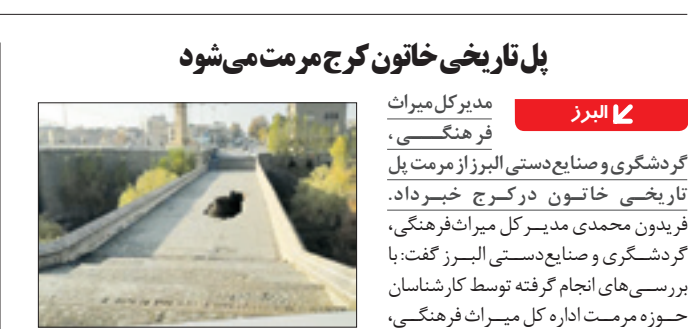 پل تاریخی خاتون کرج مرمت می‌شود
البرز
مدیرکل میراث
فرهنگی،
گردشگری و صنایع‌دستی البرز از مرمت پل
تاریخی خاتون در کرج خبر داد.
فریدون محمدی مدیرکل میراث‌فرهنگی،
گردشگری و صنایع‌دستی البرز گفت: با
بررسی‌های انجام گرفته توسط کارشناسان
حوزه مرمت اداره کل میراث فرهنگی،